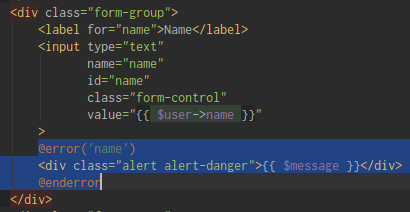 <div class="form-group">
<label for="name">Name</label>
<input type="text"
name="name"
id="name"
class="form-control"
value="{{ $user->name }}"
>
@error('name')
<div class="alert alert-danger">{{ $message }}</div>
@enderror
</div>